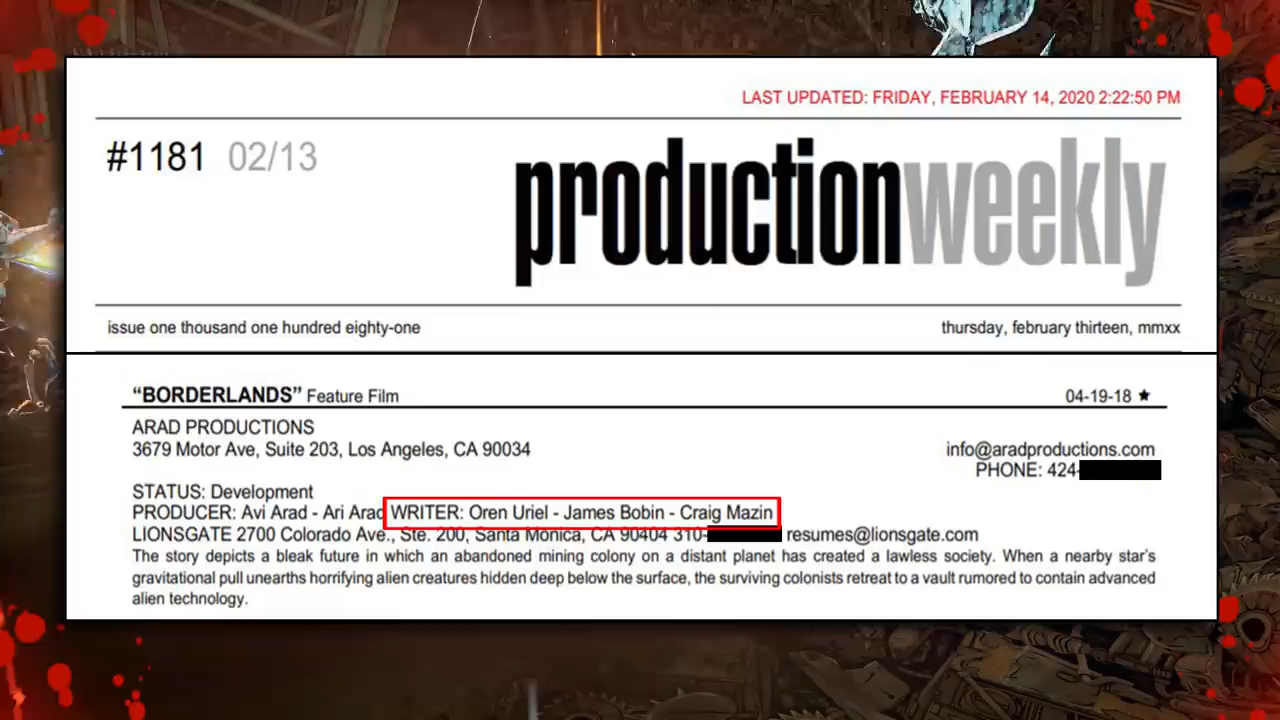 LAST UPDATED: FRIDAY, FEBRUARY 14, 2020 2:22:50 PM
#1181 02/13
productionweekly
issue one thousand one hundred eighty-one
thursday, february thirteen, mmxx
“BORDERLANDS” Feature Film
04-19-18 ★
ARAD PRODUCTIONS
3679 Motor Ave, Suite 203, Los Angeles, CA 90034
info@aradproductions.com
PHONE: 424-
STATUS: Development
PRODUCER: Avi Arad - Ari Arad WRITER: Oren Uriel - James Bobin - Craig Mazin
LIONSGATE 2700 Colorado Ave., Ste. 200, Santa Monica, CA 90404 310- resumes@lionsgate.com
The story depicts a bleak future in which an abandoned mining colony on a distant planet has created a lawless society. When a nearby star’s
gravitational pull unearths horrifying alien creatures hidden deep below the surface, the surviving colonists retreat to a vault rumored to contain advanced
alien technology.